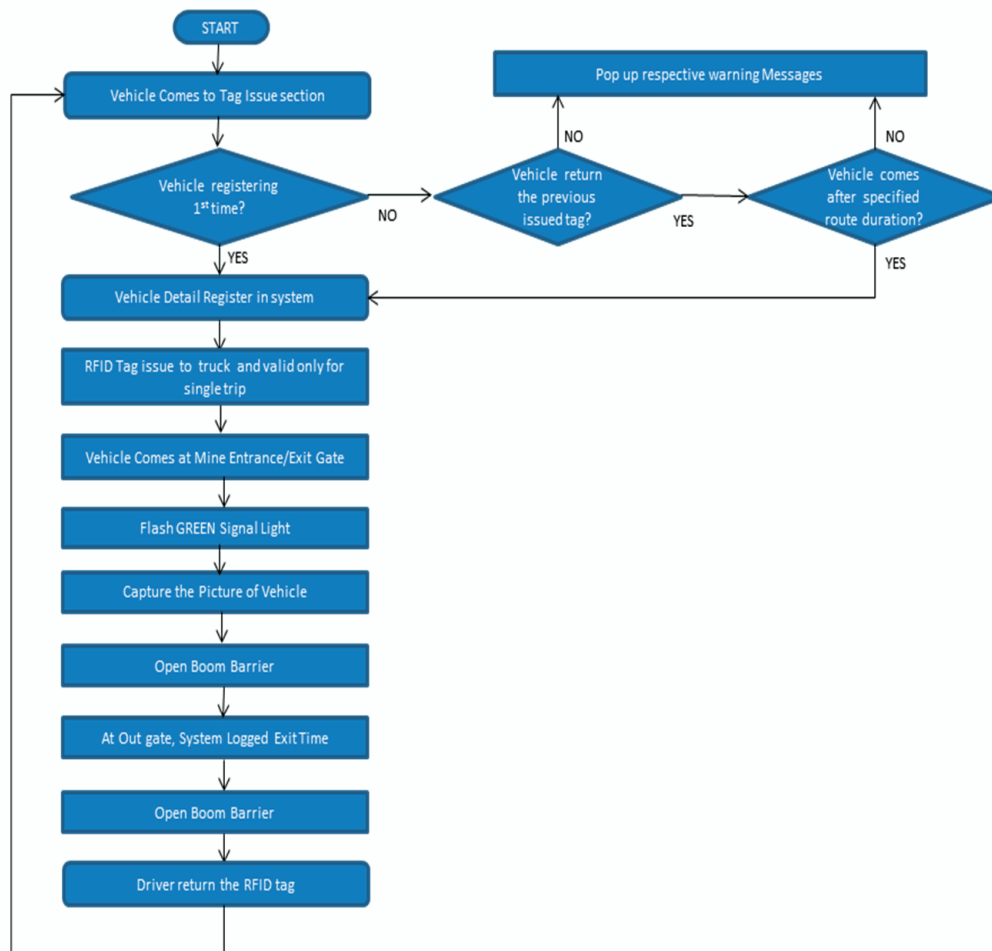 START
Vehicle Comes to Tag Issue section
Pop up respective warning Messages
NO
NO
Vehicle registering
1st time?
NO
Vehicle return
the previous
issued tag?
YES
Vehicle comes
after specified
route duration?
YES
YES
Vehicle Detail Register in system
RFID Tag issue to truck and valid only for
single trip
Vehicle Comes at Mine Entrance/Exit Gate
Flash GREEN Signal Light
Capture the Picture of Vehicle
Open Boom Barrier
At Out gate, System Logged Exit Time
Open Boom Barrier
Driver return the RFID tag